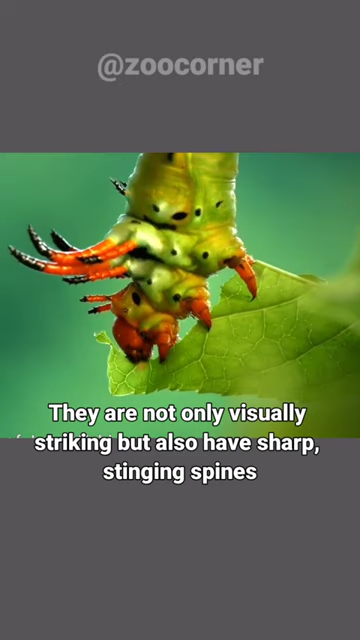 @zoocorner
They are not only visually
striking but also have sharp,
stinging spines